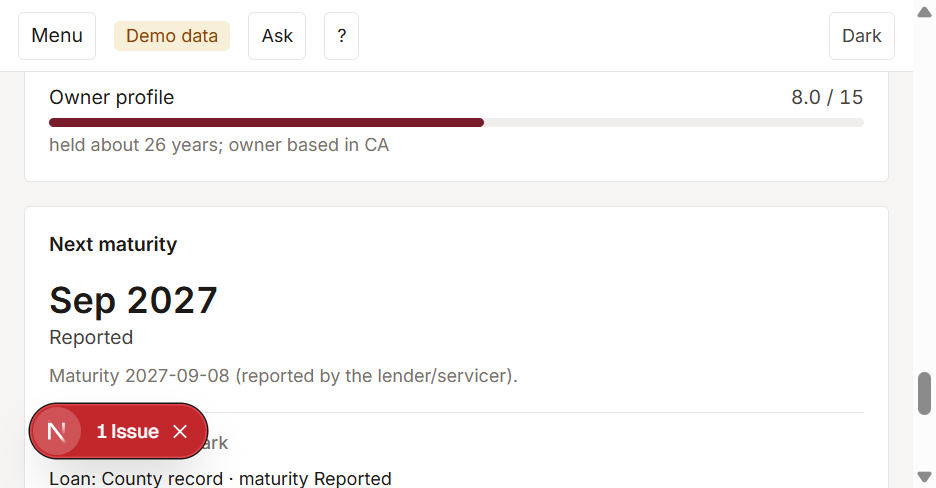 Menu
Demo data
Ask
?
Dark
Owner profile
8.0 / 15
held about 26 years; owner based in CA
Next maturity
Sep 2027
Reported
Maturity 2027-09-08 (reported by the lender/servicer).
N 1 Issue ×
Loan: County record · maturity Reported